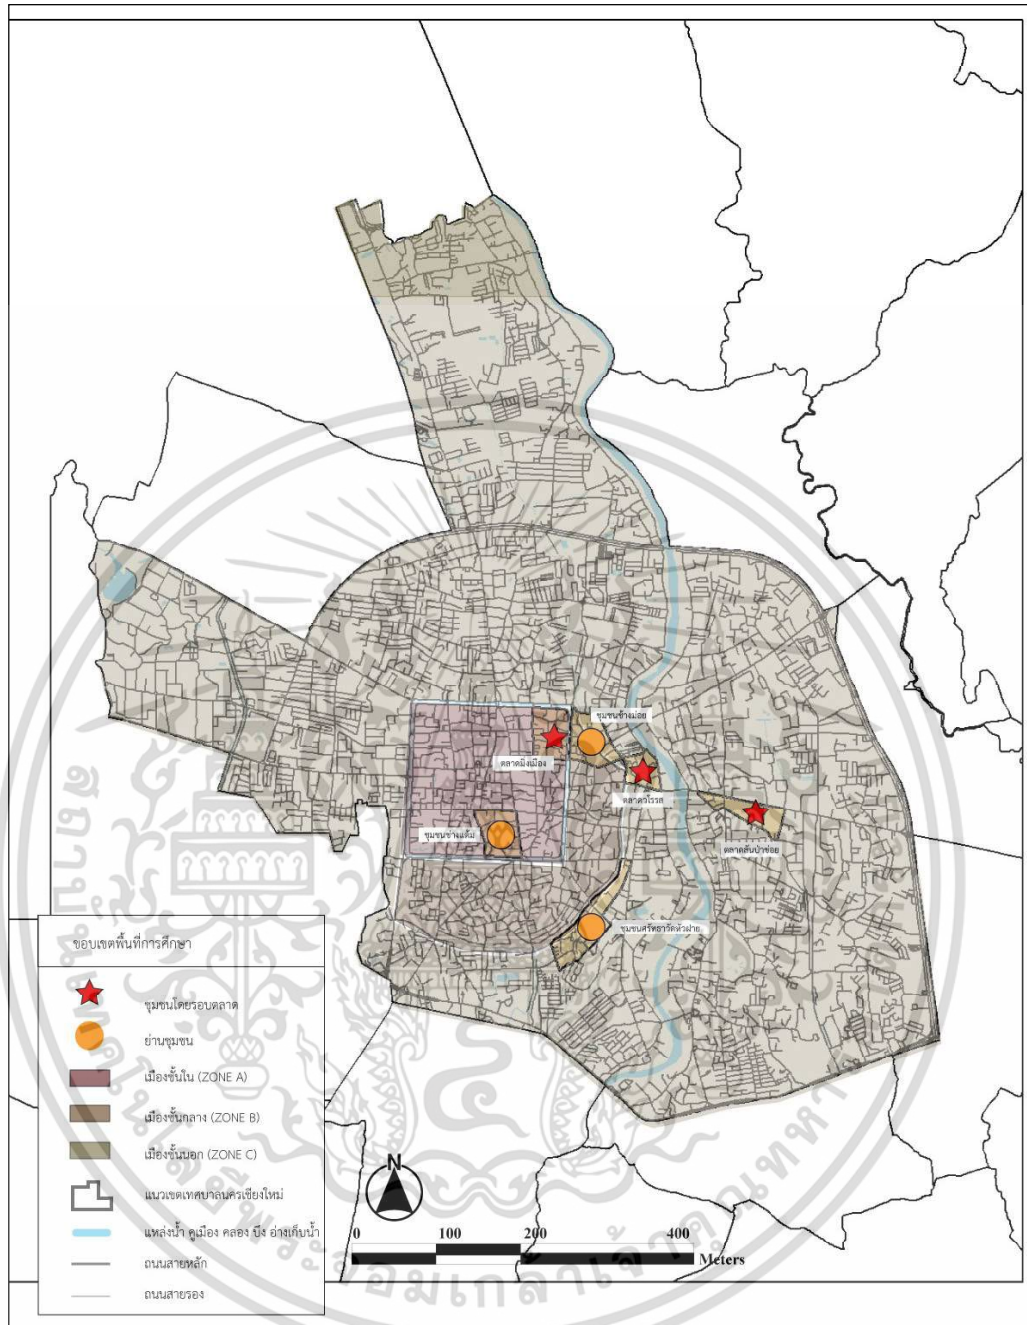 ชุมชนช้างม่อย
ตลาดมิ่งเมือง
ตลาดวโรรส
ชุมชนช้างแต้ม
ตลาดสันป่าข่อย
ชุมชนศรัทธาวัดหัวฝาย
ขอบเขตพื้นที่การศึกษา
ชุมชนโดยรอบตลาด
ย่านชุมชน
เมืองชั้นใน (ZONE A)
เมืองชั้นกลาง (ZONE B)
เมืองชั้นนอก (ZONE C)
แนวเขตเทศบาลนครเชียงใหม่
แหล่งน้ำ คูเมือง คลอง บึง อ่างเก็บน้ำ
ถนนสายหลัก
ถนนสายรอง
N
0 100 200 400
Meters